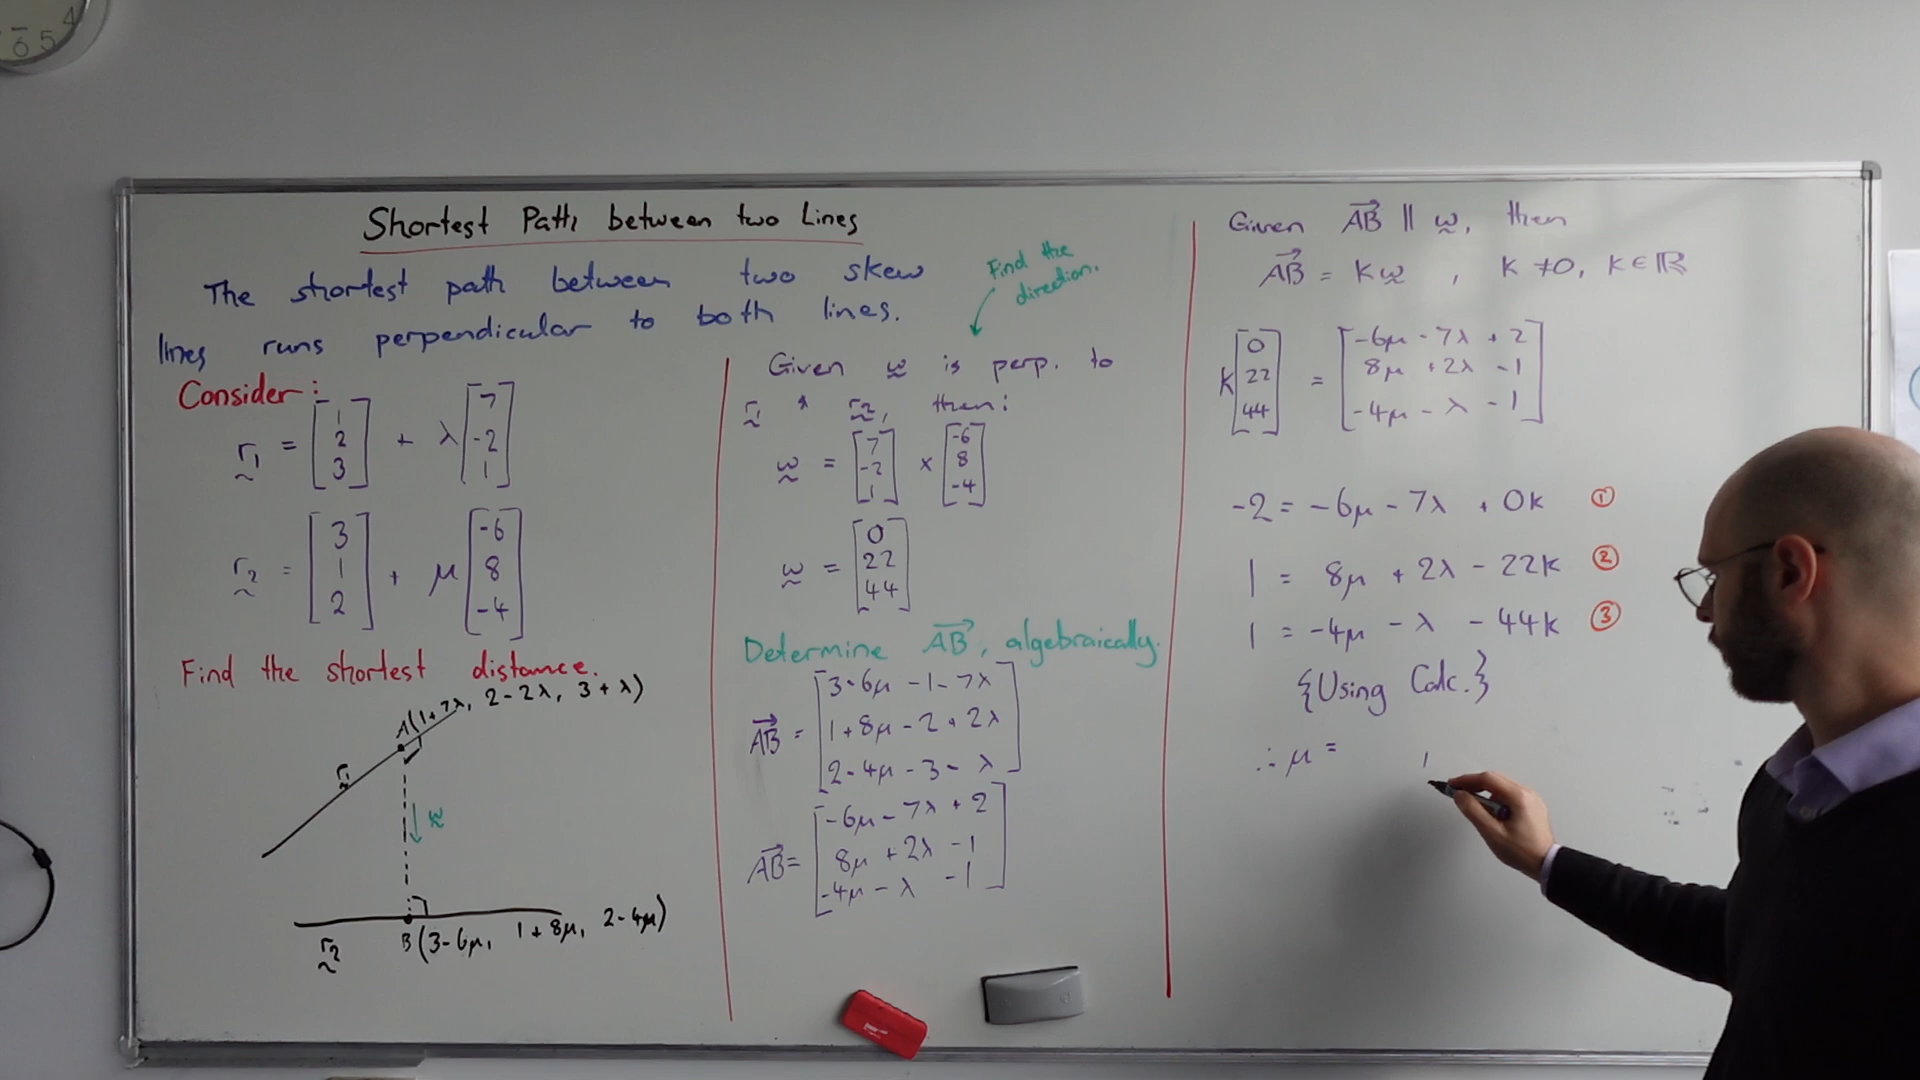 Shortest Path between two Lines
The shortest path between two skew
lines runs perpendicular to both lines.
Consider:
r₁ = [1 2 3] + λ[7 -2 1]
r₂ = [3 1 2] + μ[-6 8 -4]
Find the shortest distance.
A(1+7λ, 2-2λ, 3+λ)
r₁
w
r₂
B(3-6μ, 1+8μ, 2-4μ)
Find the
direction.
Given w is perp. to
r₁ & r₂, then:
w = [7 -2 1] × [-6 8 -4]
w = [0 22 44]
Determine AB, algebraically.
AB = [3-6μ-1-7λ
1+8μ-2+2λ
2-4μ-3-λ]
AB = [-6μ-7λ+2
8μ+2λ-1
-4μ-λ-1]
Given AB || w, then
AB = kw, k≠0, k∈ℝ
k[0 22 44] = [-6μ-7λ+2
8μ+2λ-1
-4μ-λ-1]
-2 = -6μ-7λ+0k ①
1 = 8μ+2λ-22k ②
1 = -4μ-λ-44k ③
{Using Calc.}
∴ μ =
6 5 4